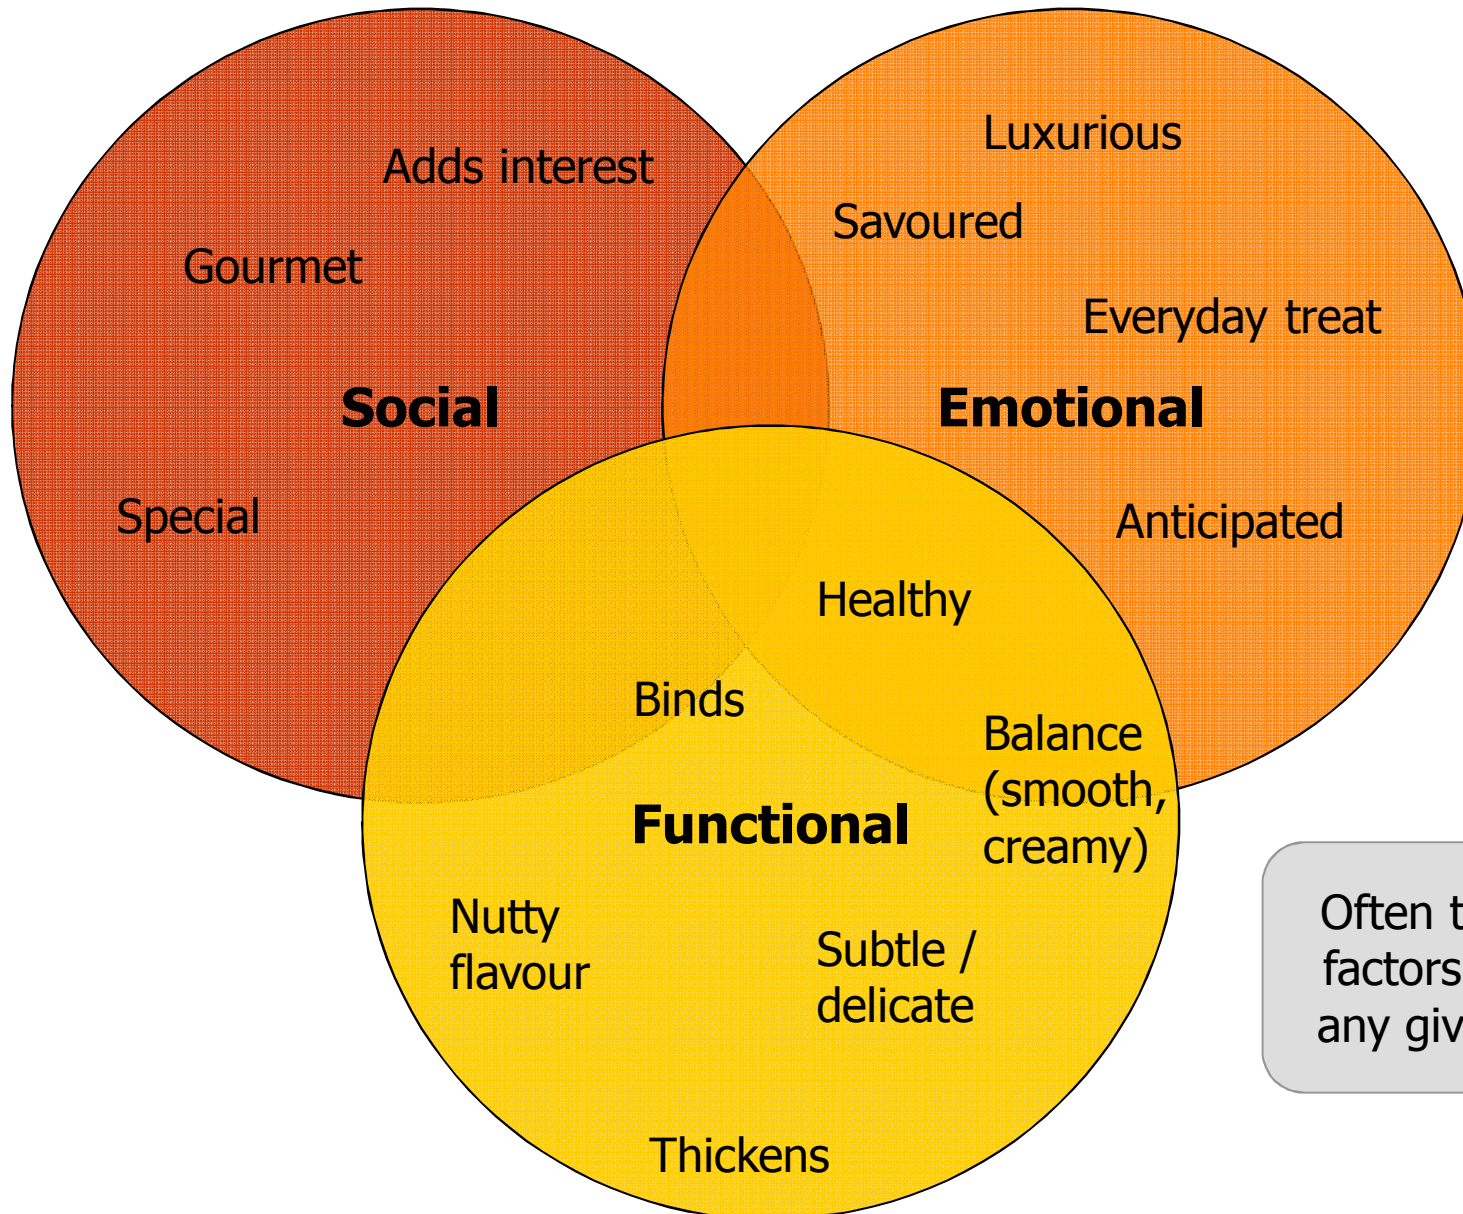 Luxurious
Adds interest
Savoured
Gourmet
Everyday treat
Social
Emotional
Special
Anticipated
Healthy
Binds
Balance
(smooth,
creamy)
Functional
Nutty
flavour
Subtle /
delicate
Often
factors
any
Thickens